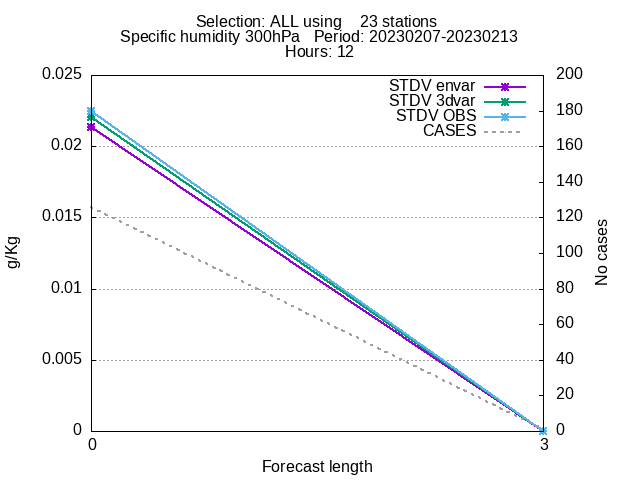 Selection: ALL using    23 stations
Specific humidity 300hPa   Period: 20230207-20230213
Hours: 12
STDV envar
STDV 3dvar
STDV OBS
CASES
0.025
0.02
0.015
0.01
0.005
0
200
180
160
140
120
100
80
60
40
20
0
g/Kg
No cases
0
3
Forecast length